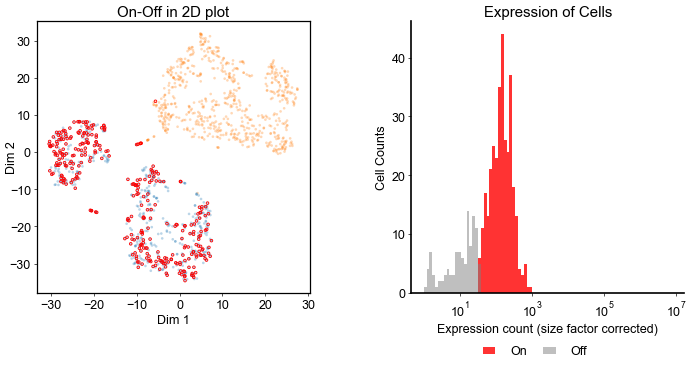 On-Off in 2D plot
Dim 2
30
20
10
0
−10
−20
−30
−30 −20 −10 0 10 20 30
Dim 1
Expression of Cells
Cell Counts
40
30
20
10
0
10^1 10^3 10^5 10^7
Expression count (size factor corrected)
On Off